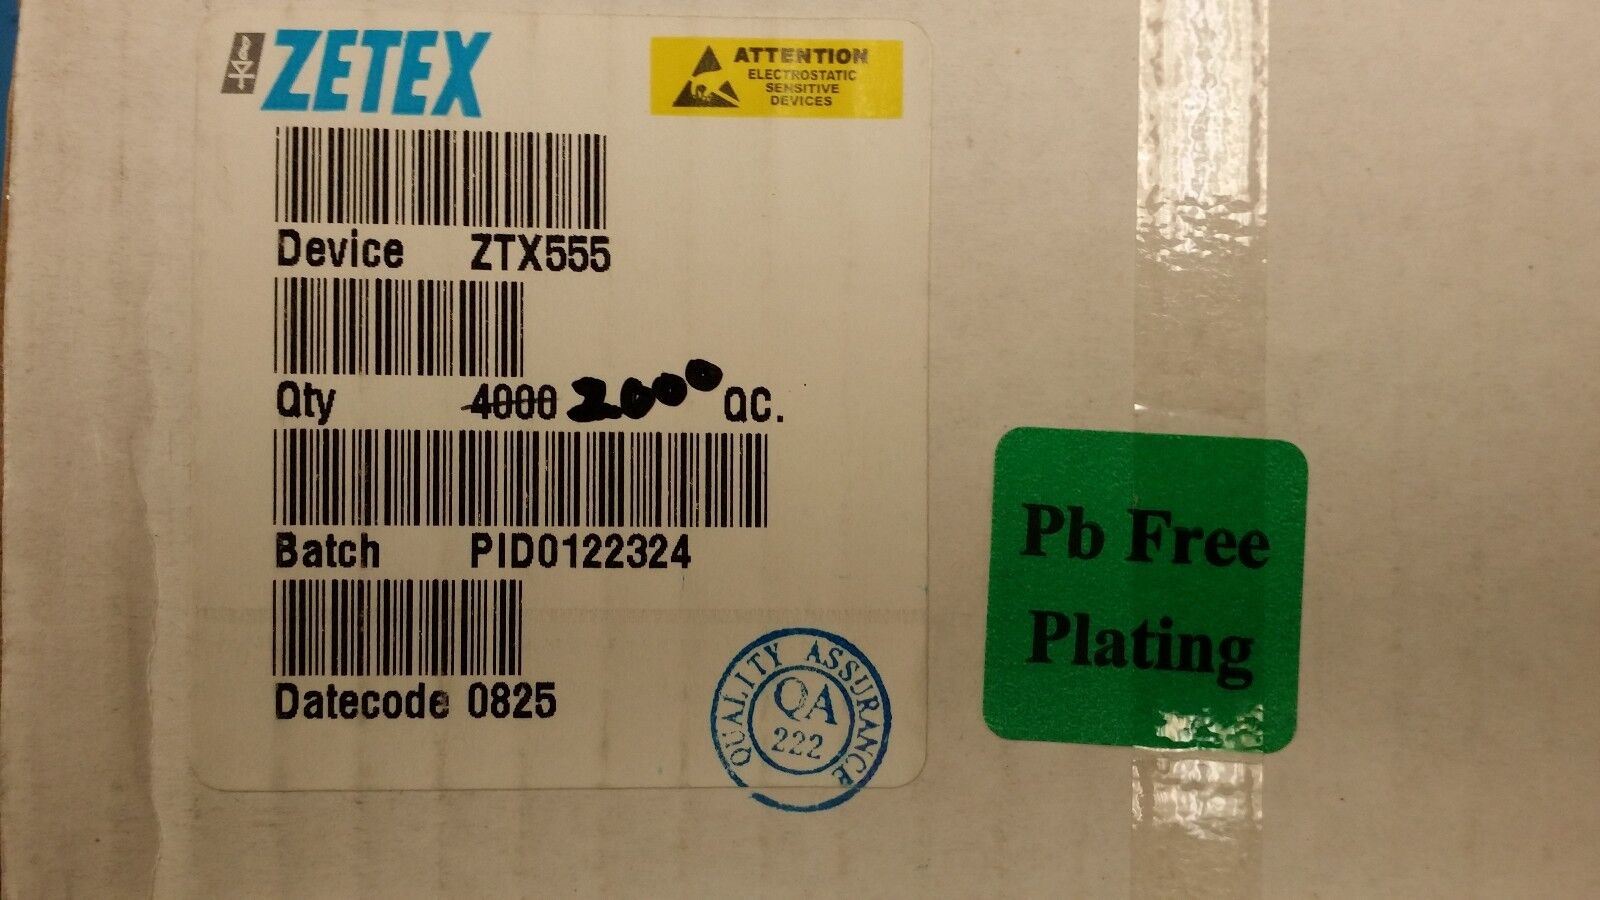 ZETEX
ATTENTION
ELECTROSTATIC
SENSITIVE
DEVICES
Device ZTX555
Qty 4000 2000 QC.
Batch PID0122324
Datecode 0825
QUALITY ASSURANCE
QA
222
Pb Free
Plating